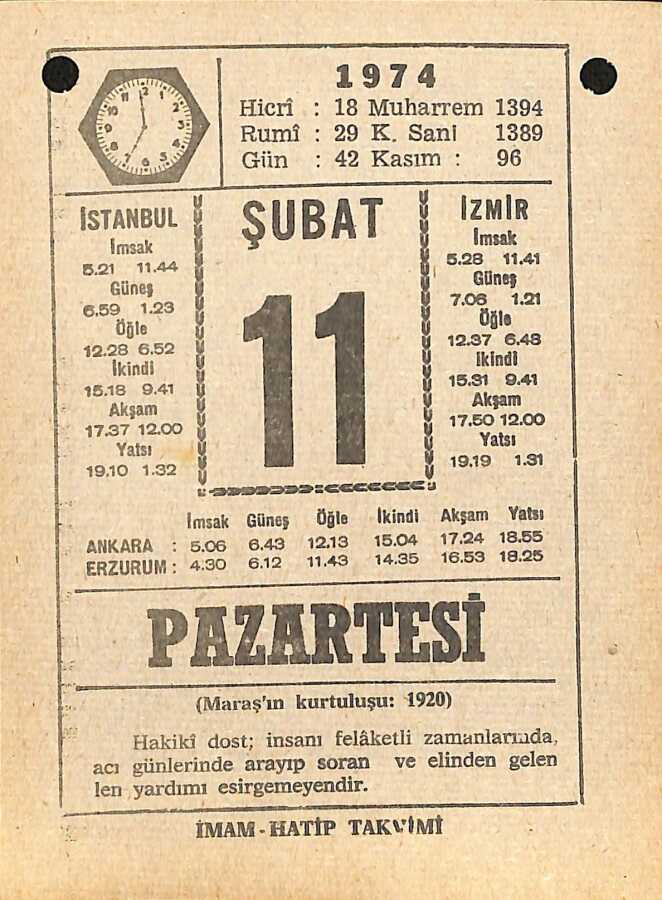 1974
Hicrî : 18 Muharrem 1394
Rumî : 29 K. Sani 1389
Gün : 42 Kasım : 96
İSTANBUL
İmsak
5.21 11.44
Güneş
6.59 1.23
Öğle
12.28 6.52
İkindi
15.18 9.41
Akşam
17.37 12.00
Yatsı
19.10 1.32
ŞUBAT
11
İZMİR
İmsak
5.28 11.41
Güneş
7.06 1.21
Öğle
12.37 6.48
İkindi
15.31 9.41
Akşam
17.50 12.00
Yatsı
19.19 1.31
İmsak Güneş Öğle İkindi Akşam Yatsı
ANKARA : 5.06 6.43 12.13 15.04 17.24 18.55
ERZURUM : 4.30 6.12 11.43 14.35 16.53 18.25
PAZARTESİ
(Maraş'ın kurtuluşu: 1920)
Hakikî dost; insanı felâketli zamanlarında,
acı günlerinde arayıp soran ve elinden gelen
len yardımı esirgemeyendir.
İMAM - HATİP TAKVİMİ